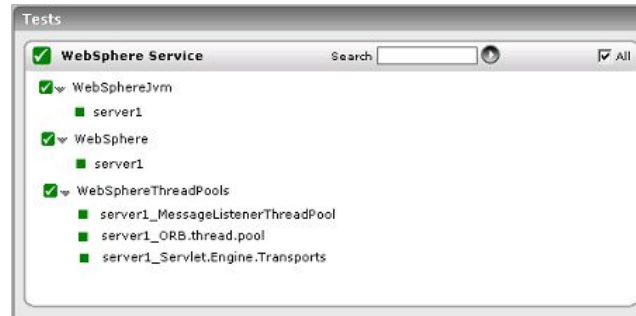 Tests
WebSphere Service Search All
WebSphereJvm
server1
WebSphere
server1
WebSphereThreadPools
server1_MessageListenerThreadPool
server1_ORB.thread.pool
server1_Servlet.Engine.Transports